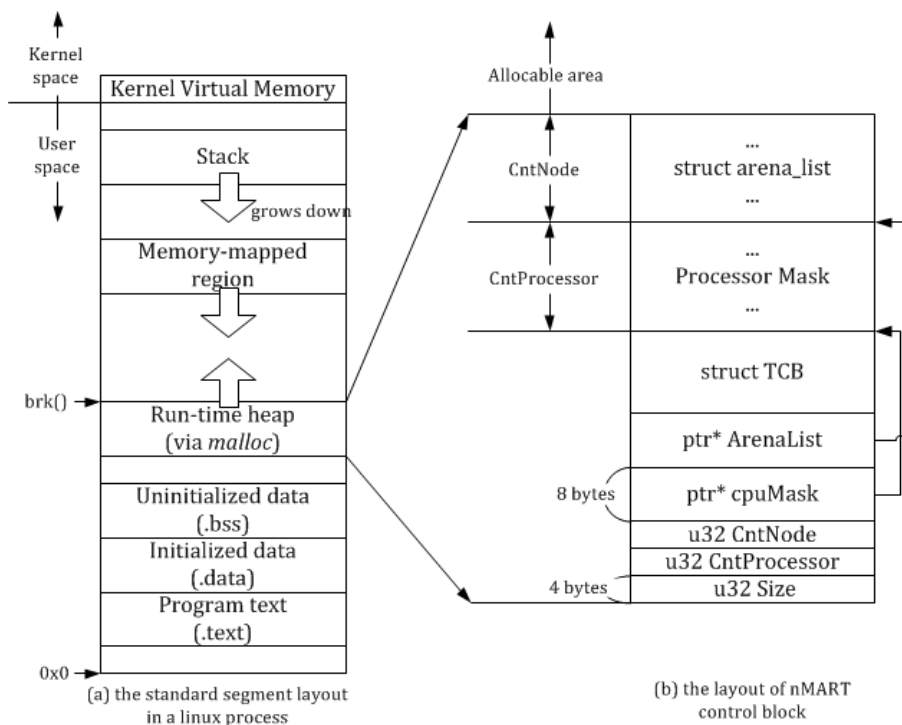 Kernel
space
User
space
Kernel Virtual Memory
Stack
grows down
Memory-mapped
region
brk()
Run-time heap
(via malloc)
Uninitialized data
(.bss)
Initialized data
(.data)
Program text
(.text)
0x0
(a) the standard segment layout
in a linux process
Allocable area
CntNode
CntProcessor
...
struct arena_list
...
...
Processor Mask
...
struct TCB
ptr* ArenaList
8 bytes
ptr* cpuMask
u32 CntNode
u32 CntProcessor
4 bytes
u32 Size
(b) the layout of nMART
control block